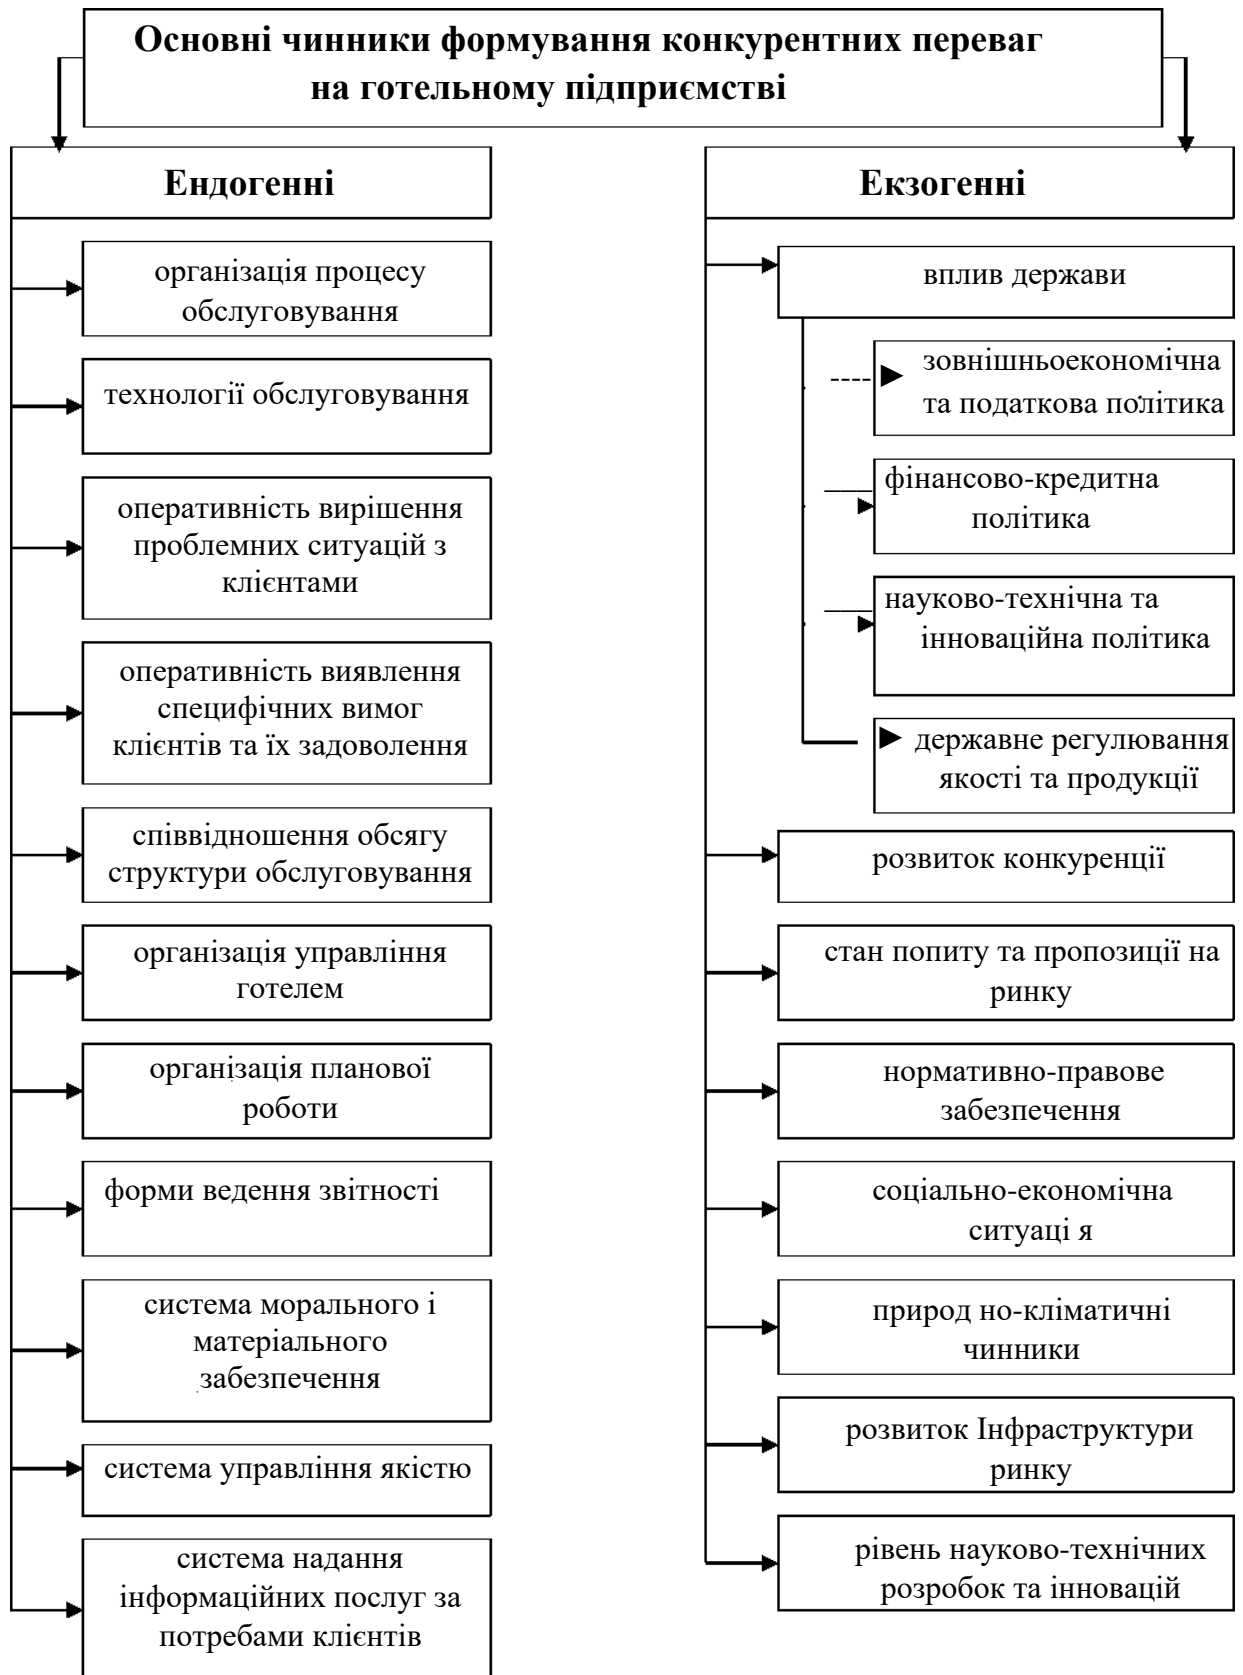 Основні чинники формування конкурентних переваг
на готельному підприємстві
Ендогенні
організація процесу
обслуговування
технології обслуговування
оперативність вирішення
проблемних ситуацій з
клієнтами
оперативність виявлення
специфічних вимог
клієнтів та їх задоволення
співвідношення обсягу
структури обслуговування
організація управління
готелем
організація планової
роботи
форми ведення звітності
система морального і
матеріального
забезпечення
система управління якістю
система надання
інформаційних послуг за
потребами клієнтів
Екзогенні
вплив держави
зовнішньоекономічна
та податкова політика
фінансово-кредитна
політика
науково-технічна та
інноваційна політика
державне регулювання
якості та продукції
розвиток конкуренції
стан попиту та пропозиції на
ринку
нормативно-правове
забезпечення
соціально-економічна
ситуаці я
природ но-кліматичні
чинники
розвиток Інфраструктури
ринку
рівень науково-технічних
розробок та інновацій